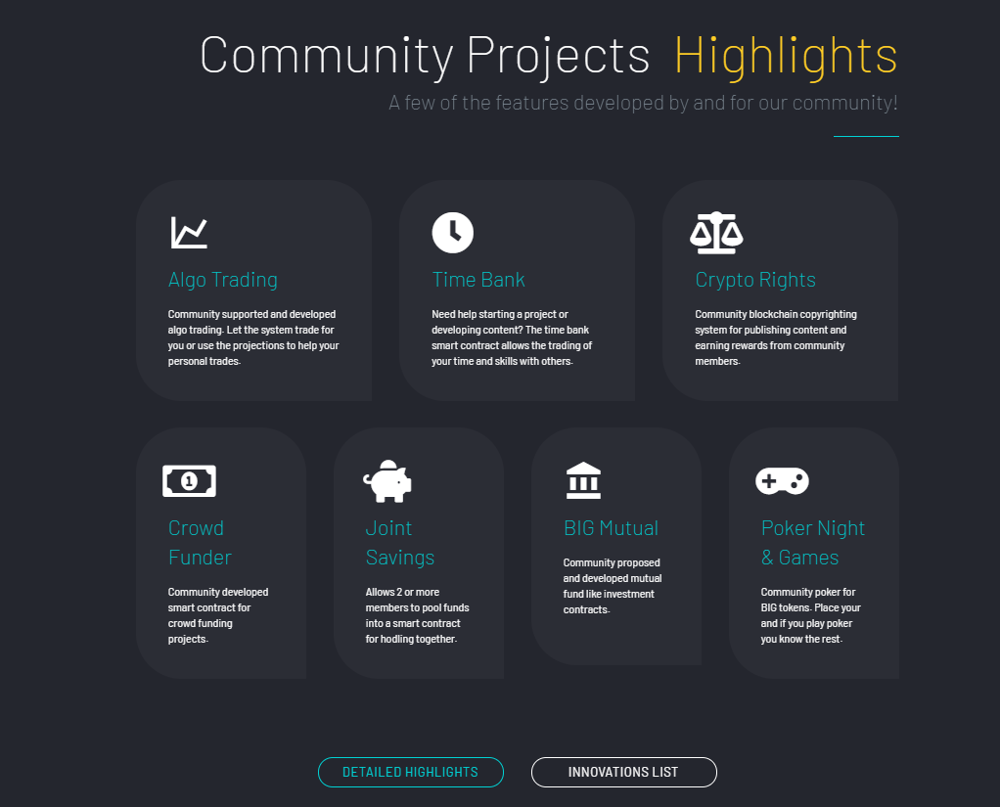 Community Projects Highlights
A few of the features developed by and for our community!
Algo Trading
Community supported and developed
algo trading. Let the system trade for
you or use the projections to help your
personal trades.
Time Bank
Need help starting a project or
developing content? The time bank
smart contract allows the trading of
your time and skills with others.
Crypto Rights
Community blockchain copyrighting
system for publishing content and
earning rewards from community
members.
1
Crowd
Funder
Community developed
smart contract for
crowd funding
projects.
Joint
Savings
Allows 2 or more
members to pool funds
into a smart contract
for hodling together.
BIG Mutual
Community proposed
and developed mutual
fund like investment
contracts.
Poker Night
& Games
Community poker for
BIG tokens. Place your
and if you play poker
you know the rest.
DETAILED HIGHLIGHTS
INNOVATIONS LIST